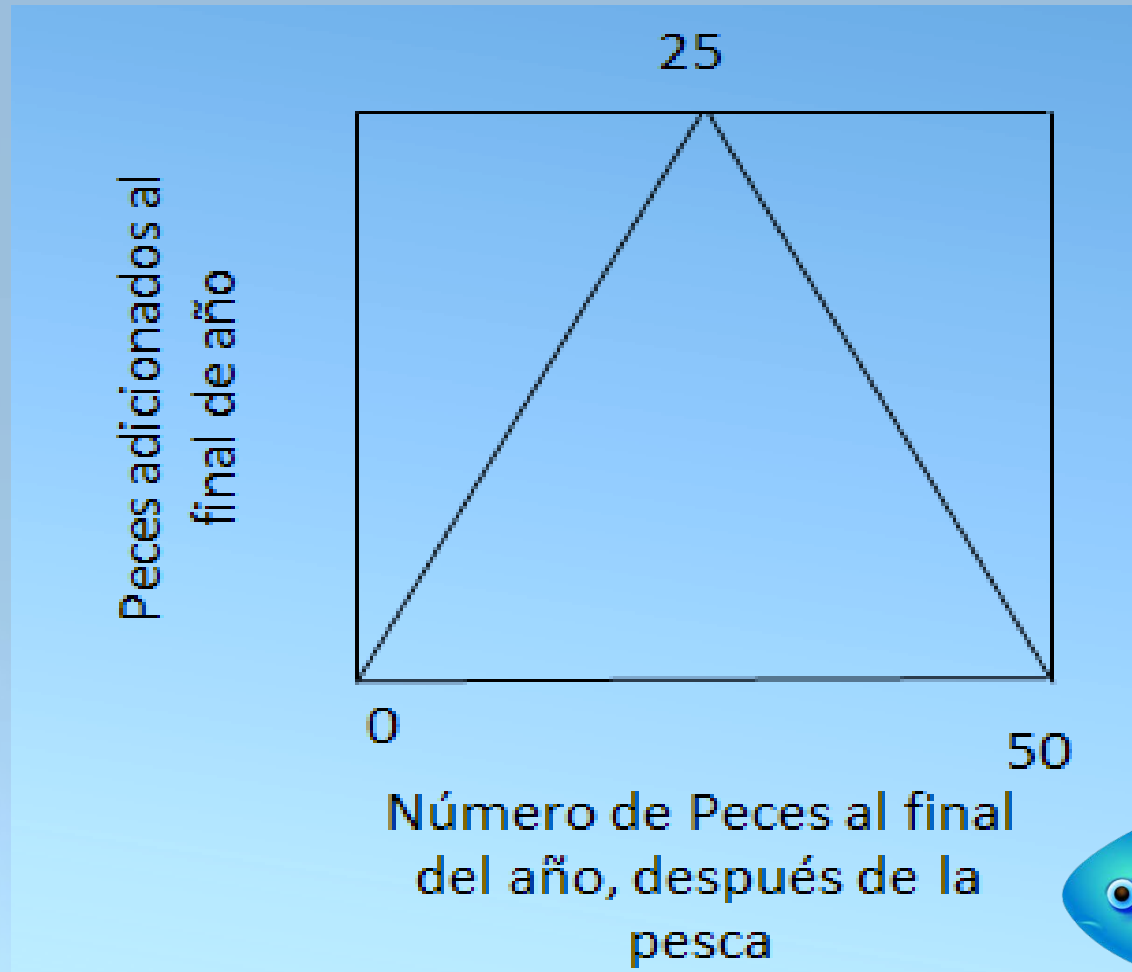 25
Peces adicionados al
final de año
0
50
Número de Peces al final
del año, después de la
pesca